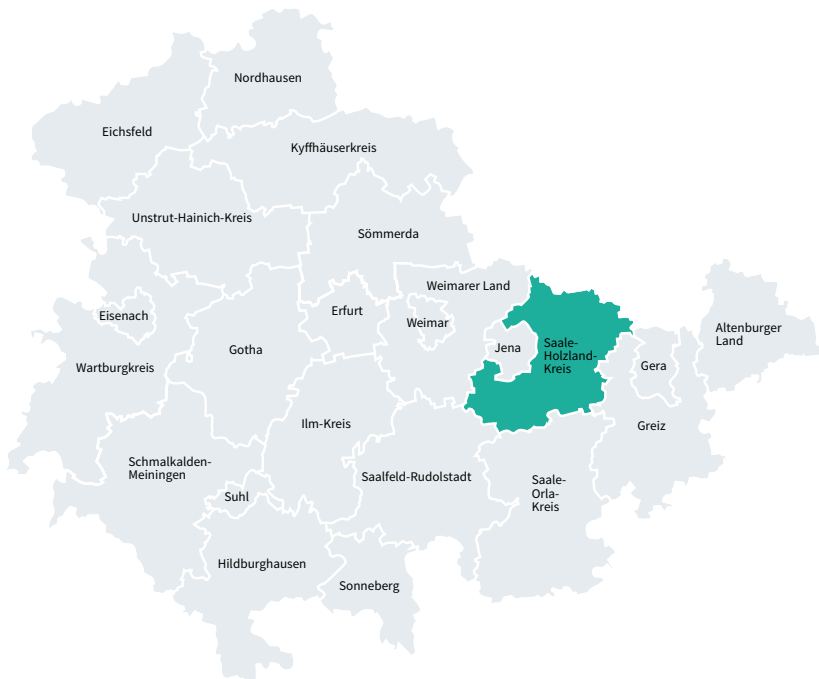 Nordhausen
Eichsfeld
Kyffhäuserkreis
Unstrut-Hainich-Kreis
Sömmerda
Weimarer Land
Eisenach
Erfurt
Weimar
Altenburger
Land
Gotha
Jena
Saale-
Holzland-
Kreis
Wartburgkreis
Gera
Ilm-Kreis
Greiz
Schmalkalden-
Meiningen
Saalfeld-Rudolstadt
Saale-
Orla-
Kreis
Suhl
Hildburghausen
Sonneberg